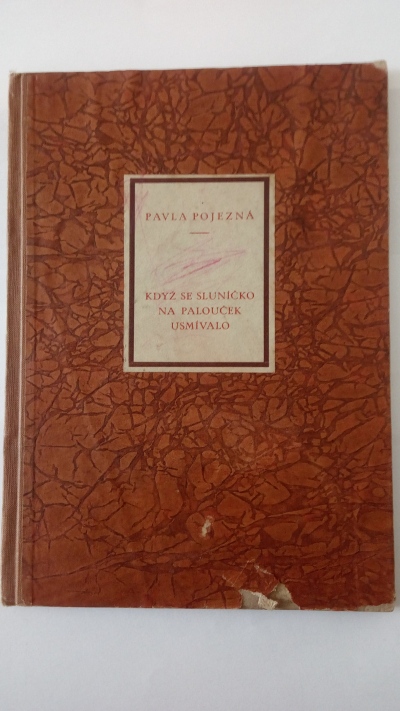 PAVLA POJEZNÁ
KDYŽ SE SLUNÍČKO
NA PALOUČEK
USMÍVALO